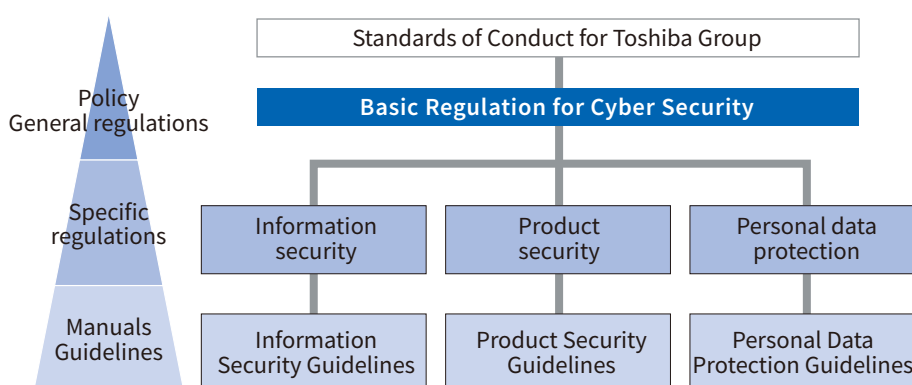 Standards of Conduct for Toshiba Group
Policy
General regulations
Basic Regulation for Cyber Security
Specific
regulations
Information
security
Product
security
Personal data
protection
Manuals
Guidelines
Information
Security Guidelines
Product Security
Guidelines
Personal Data
Protection Guidelines